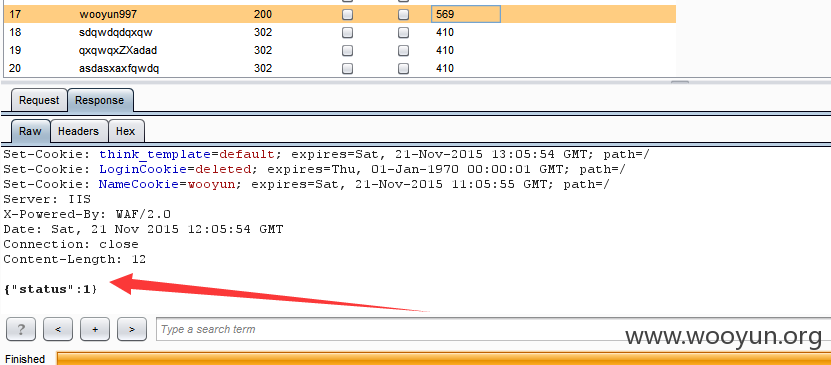 17 wooyun997 200 569
18 sdqwdqdqxqw 302 410
19 qxqwqxZXadad 302 410
20 asdasxaxfqwdq 302 410
Request Response
Raw Headers Hex
Set-Cookie: think_template=default; expires=Sat, 21-Nov-2015 13:05:54 GMT; path=/
Set-Cookie: LoginCookie=deleted; expires=Thu, 01-Jan-1970 00:00:01 GMT; path=/
Set-Cookie: NameCookie=wooyun; expires=Sat, 21-Nov-2015 11:05:55 GMT; path=/
Server: IIS
X-Powered-By: WAF/2.0
Date: Sat, 21 Nov 2015 12:05:54 GMT
Connection: close
Content-Length: 12
{"status":1}
? < + > Type a search term
www.wooyun.org
Finished